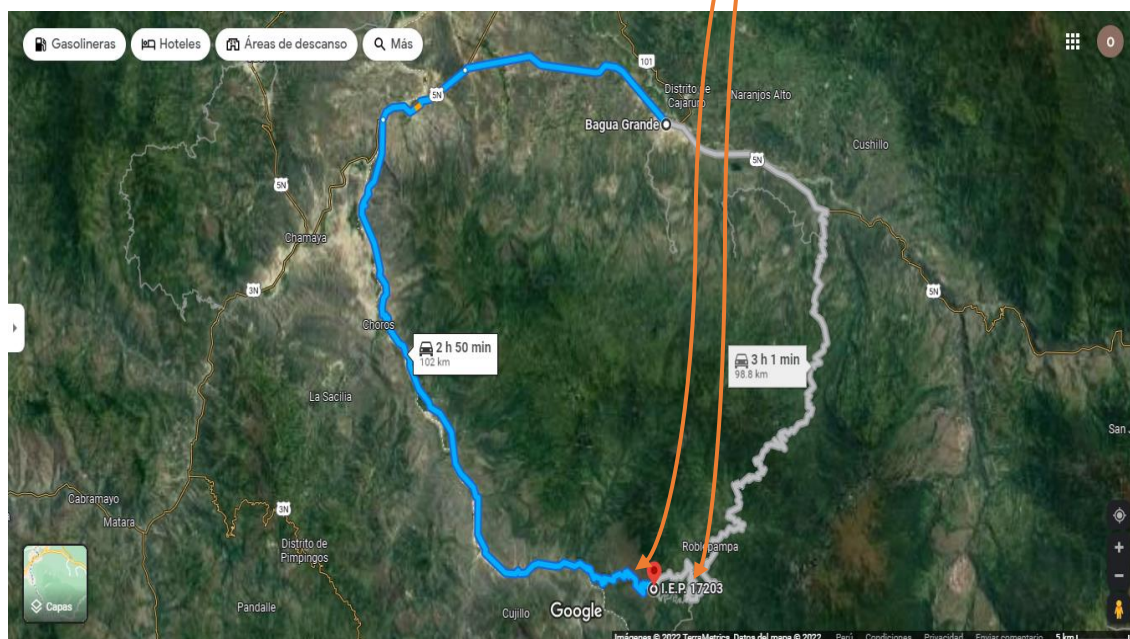 Gasolineras
Hoteles
Áreas de descanso
Más
O
101
Distrito de
Cajaruro
Naranjos Alto
5N
Bagua Grande
Cushillo
5N
5N
Chamaya
3N
5N
Choros
2 h 50 min
102 km
3 h 1 min
98.8 km
La Sacilia
San J
Cabramayo
Matara
3N
Distrito de
Pimpingos
Roblepampa
I.E.P. 17203
Capas
Pandalle
Cujillo
Google
Imágenes © 2022 TerraMetrics, Datos del mapa © 2022 Perú Condiciones Privacidad Enviar comentario 5 km